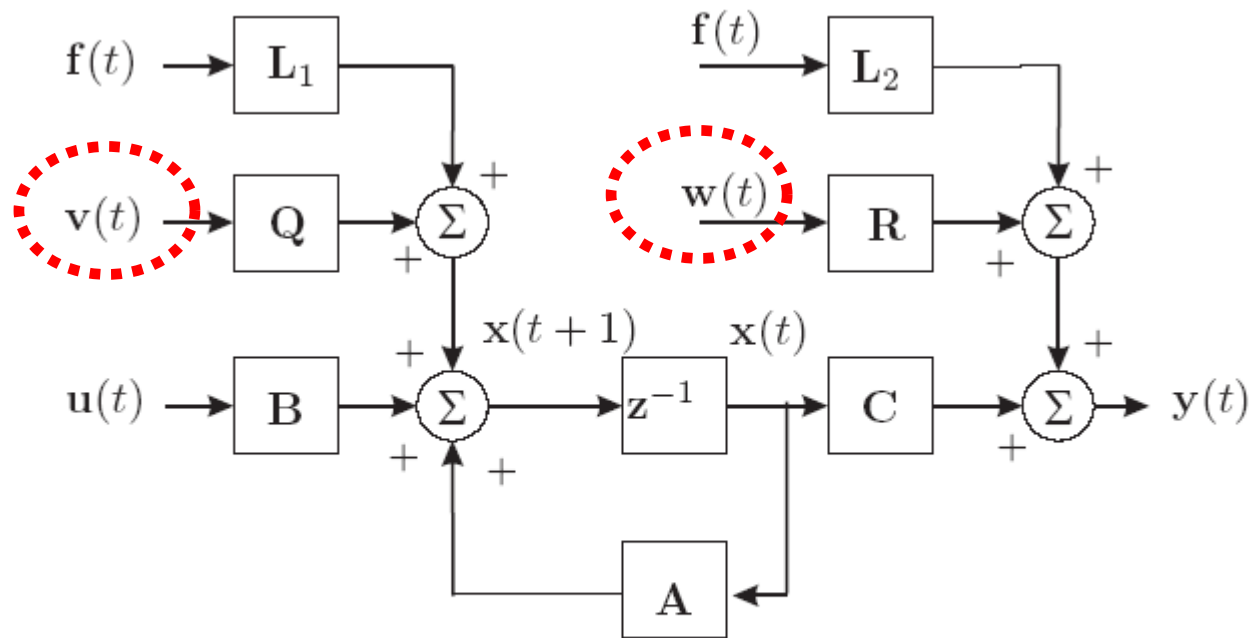 f(t) L₁ f(t) L₂
+ +
v(t) Q Σ w(t) R Σ
+ +
x(t + 1) x(t)
+ +
u(t) B Σ z⁻¹ C Σ y(t)
+ + +
A